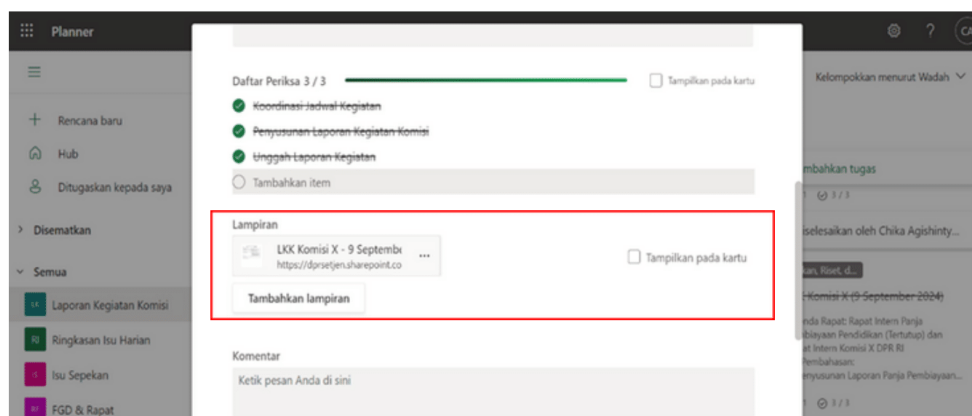 Planner
?
CA
Rencana baru
Hub
Ditugaskan kepada saya
Disematkan
Semua
LK Laporan Kegiatan Komisi
RI Ringkasan Isu Harian
IS Isu Sepekan
FGD & Rapat
Daftar Periksa 3 / 3
Tampilkan pada kartu
Koordinasi Jadwal Kegiatan
Penyusunan Laporan Kegiatan Komisi
Unggah Laporan Kegiatan
Tambahkan item
Lampiran
LKK Komisi X - 9 Septembe
https://dprsetjen.sharepoint.co
...
Tampilkan pada kartu
Tambahkan lampiran
Komentar
Ketik pesan Anda di sini
Kelompokkan menurut Wadah
mbahkan tugas
3 / 3
iselesaikan oleh Chika Agishinty...
kan, Riset, d...
Komisi X (9 September 2024)
nda Rapat: Rapat Intern Panja
biayaan Pendidikan (Tertutup) dan
at Intern Komisi X DPR RI
Pembahasan:
enyusunan Laporan Panja Pembiayaan...
3 / 3